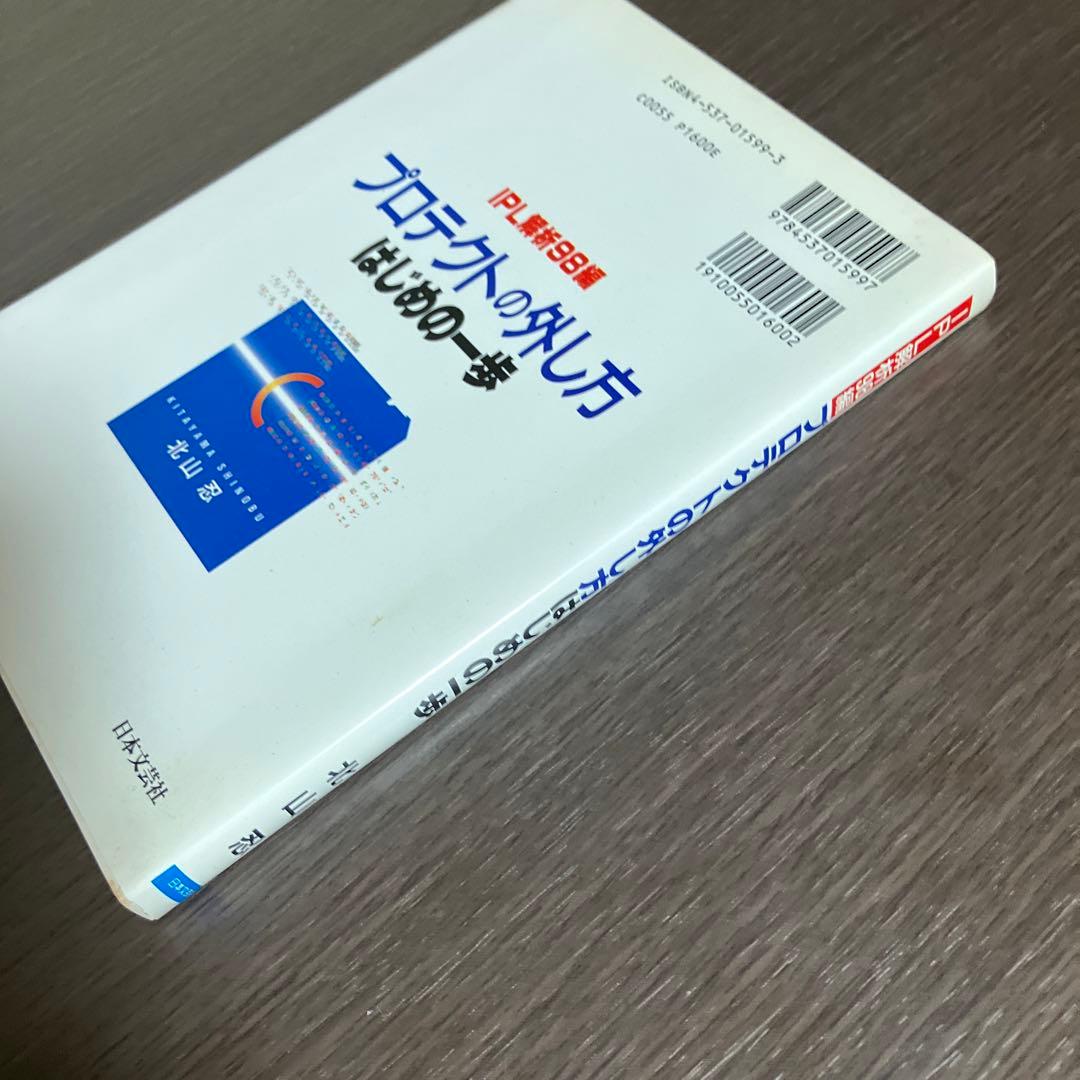 ISBN4-537-01599-3
C0055 P1600E
9784537015997
1910055016002
IPL解析98編
プロテクトの外し方
はじめの一歩
KITAYAMA SHINOBU
北山 忍
日本文芸社
IPL解析98編 プロテクトの外し方はじめの一歩 北山 忍